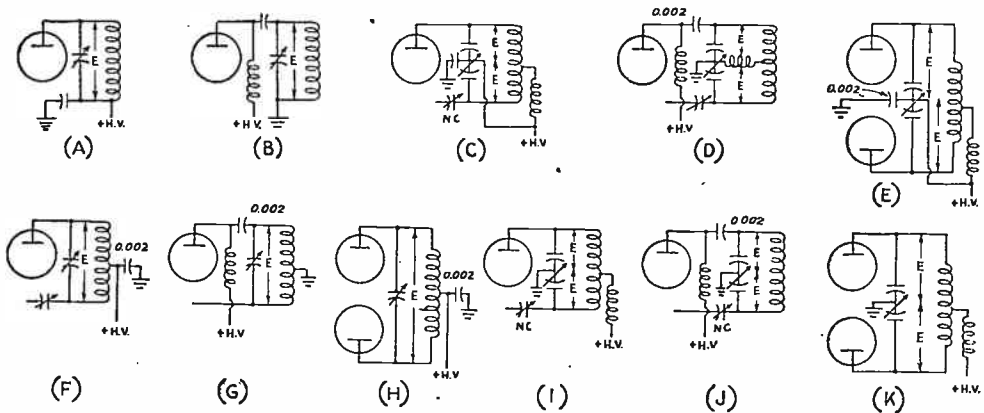 E
+H.V.
(A)
E
+H.V.
(B)
E
E
NC
+H.V.
(C)
0.002
E
E
+H.V.
(D)
0.002
E
E
+H.V.
(E)
E
0.002
+H.V.
(F)
0.002
E
+H.V.
(G)
E
0.002
+H.V.
(H)
E
E
NC
+H.V.
(I)
0.002
E
E
NC
+H.V.
(J)
E
E
+H.V.
(K)